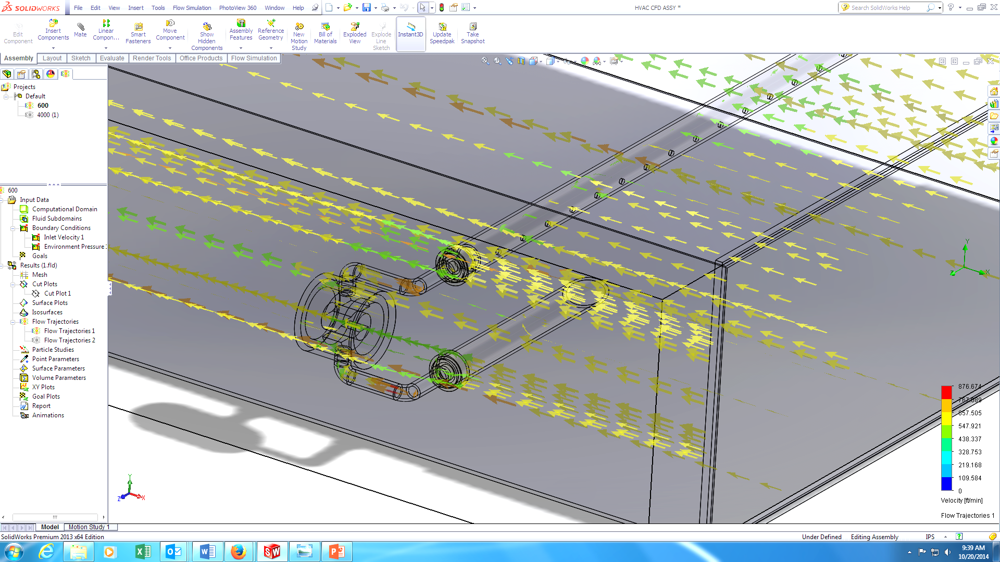 SOLIDWORKS File Edit View Insert Tools Flow Simulation PhotoView 360 Window Help HVAC CFD ASSY * Search SolidWorks Help
Edit Component
Insert Components
Mate
Linear Compon...
Smart Fasteners
Move Component
Show Hidden Components
Assembly Features
Reference Geometry
New Motion Study
Bill of Materials
Exploded View
Explode Line Sketch
Instant3D
Update Speedpak
Take Snapshot
Assembly Layout Sketch Evaluate Render Tools Office Products Flow Simulation
Projects
Default
600
4000 (1)
600
Input Data
Computational Domain
Fluid Subdomains
Boundary Conditions
Inlet Velocity 1
Environment Pressure
Goals
Results (1.fld)
Mesh
Cut Plots
Cut Plot 1
Surface Plots
Isosurfaces
Flow Trajectories
Flow Trajectories 1
Flow Trajectories 2
Particle Studies
Point Parameters
Surface Parameters
Volume Parameters
XY Plots
Goal Plots
Report
Animations
Y
X
Z
Y
X
Z
876.674
767.089
657.505
547.921
438.337
328.753
219.168
109.584
0
Velocity [ft/min]
Flow Trajectories 1
Model Motion Study 1
SolidWorks Premium 2013 x64 Edition Under Defined Editing Assembly IPS
9:39 AM
10/20/2014